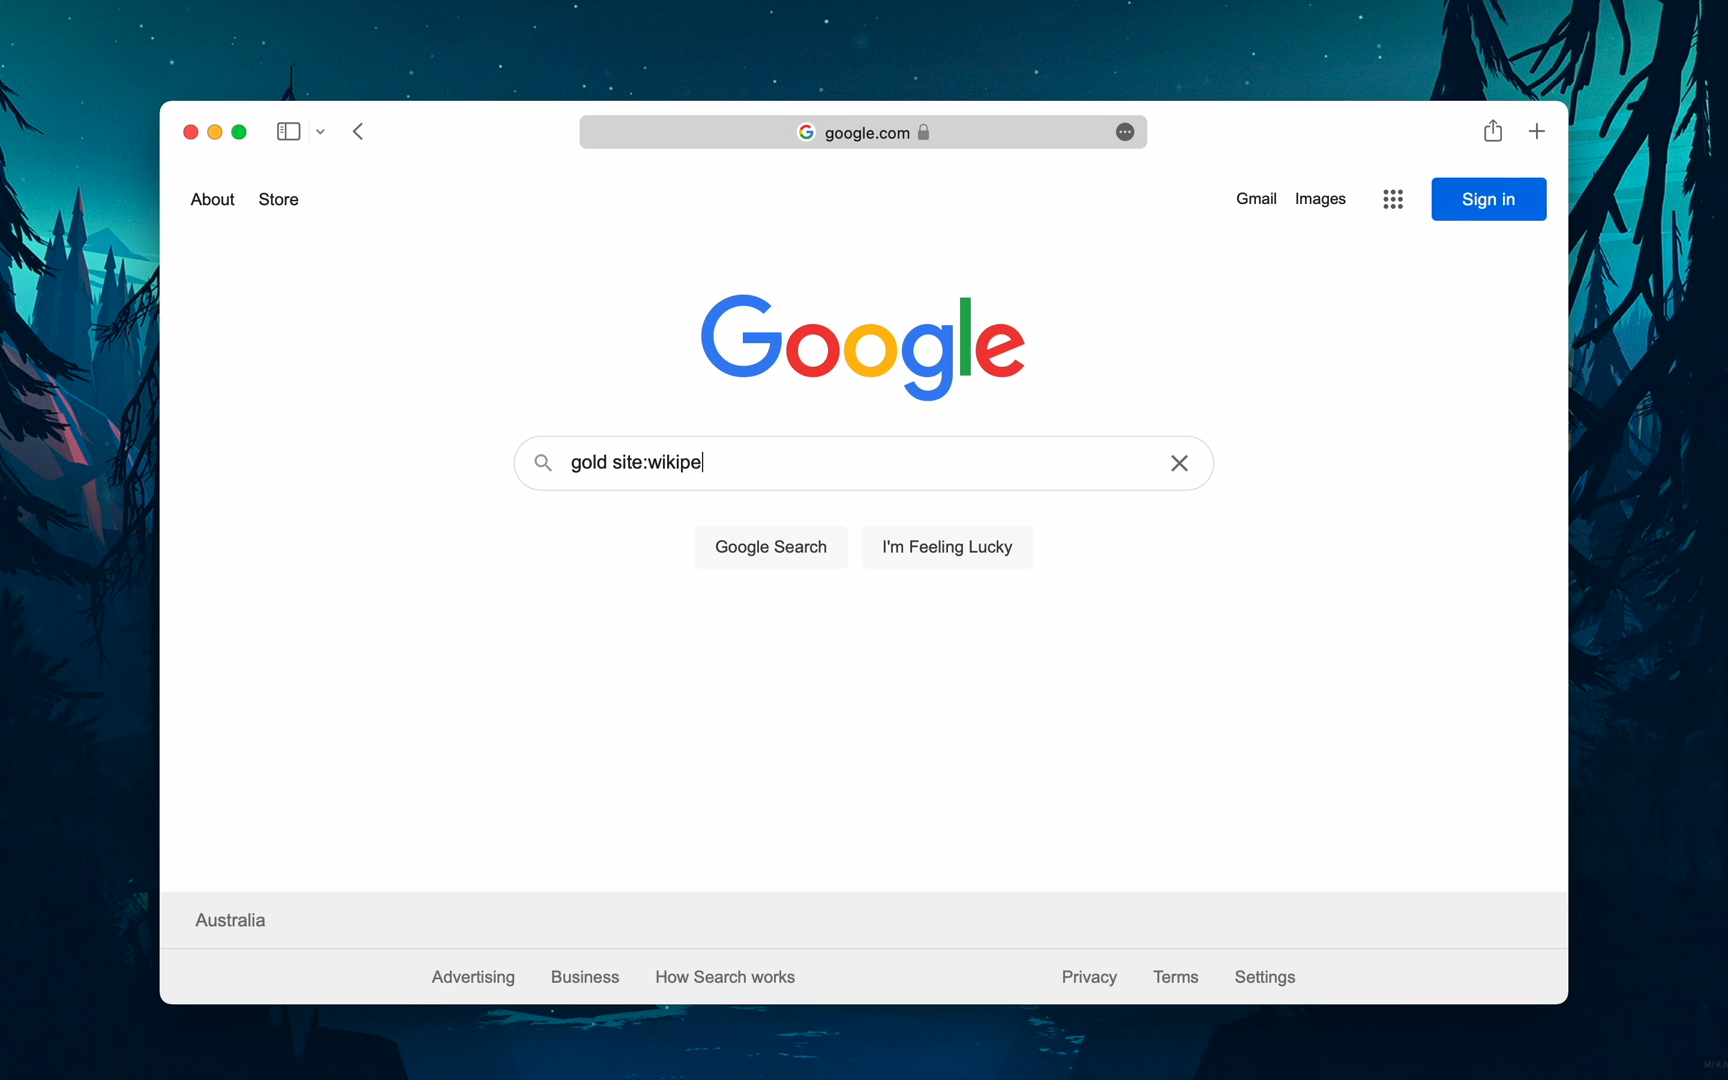 google.com
About Store
Gmail Images Sign in
Google
gold site:wikipe
Google Search I'm Feeling Lucky
Australia
Advertising Business How Search works Privacy Terms Settings